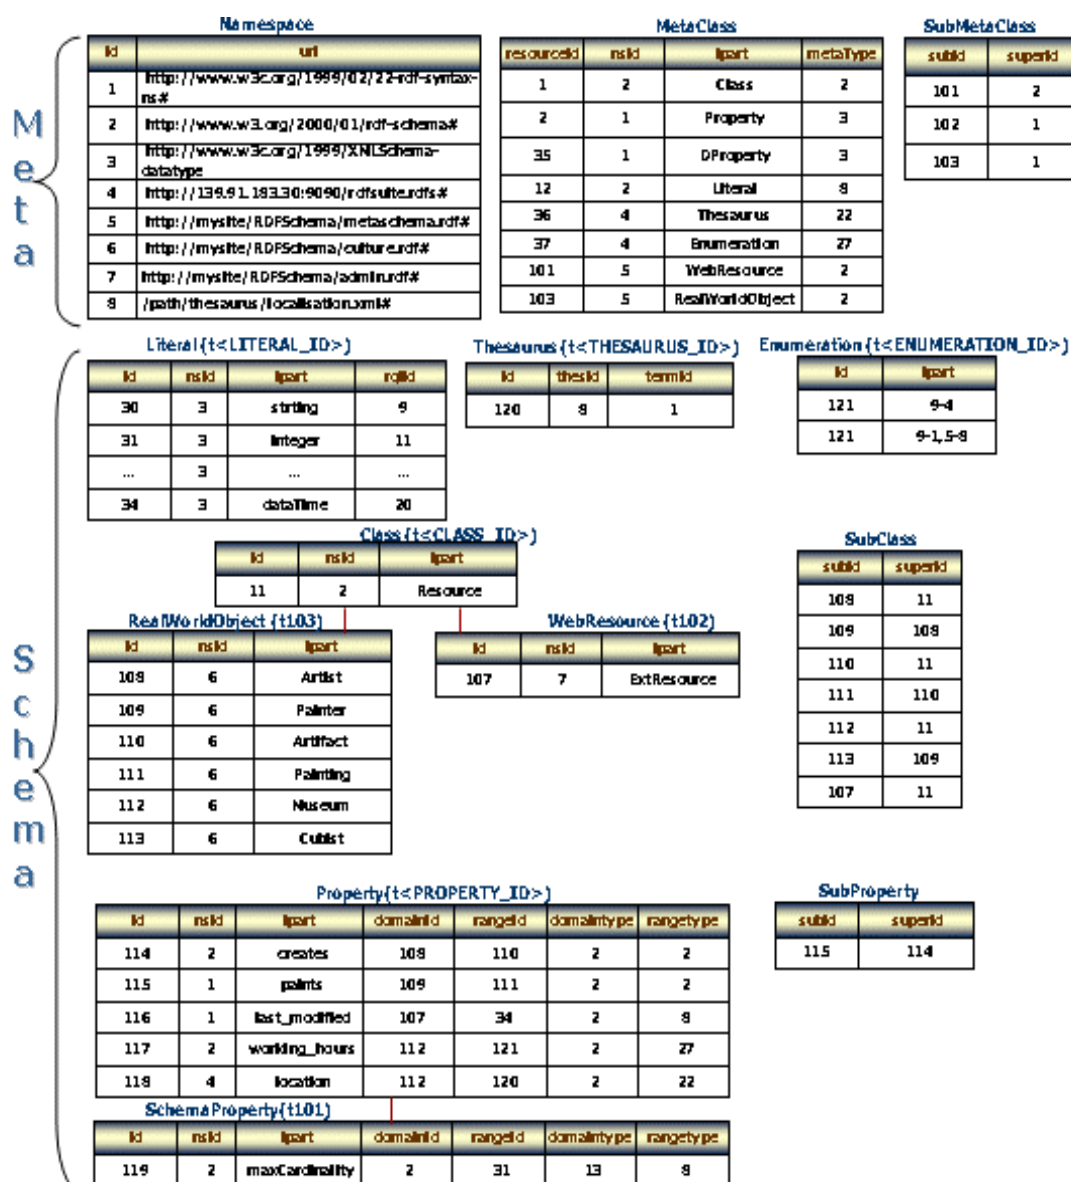 Namespace
MetaClass
SubMetaClass
Id uri
resourceId nsId lpart metaType
subId superId
1 http://www.w3c.org/1999/02/22-rdf-syntax-
ns#
2 http://www.w3.org/2000/01/rdf-schema#
3 http://www.w3c.org/1999/XMLSchema-
datatype
4 http://139.91.183.30:9090/rdfsuite.rdfs#
5 http://mysite/RDFSchema/metaschema.rdf#
6 http://mysite/RDFSchema/culture.rdf#
7 http://mysite/RDFSchema/admin.rdf#
8 /path/thesaurus/localisation.xml#
1 2 Class 2
2 1 Property 3
35 1 DProperty 3
12 2 Literal 8
36 4 Thesaurus 22
37 4 Enumeration 27
101 5 WebResource 2
103 5 RealWorldObject 2
101 2
102 1
103 1
Meta
Literal{t<LITERAL_ID>}
Id nsId lpart rqlId
30 3 strting 9
31 3 Integer 11
... 3 ... ...
34 3 dataTime 20
Thesaurus {t<THESAURUS_ID>}
Id thesId termId
120 8 1
Enumeration {t<ENUMERATION_ID>}
Id lpart
121 9-4
121 9-1,5-8
Class{t<CLASS_ID>}
Id nsId lpart
11 2 Resource
RealWorldObject {t103}
Id nsId lpart
108 6 Artist
109 6 Painter
110 6 Artifact
111 6 Painting
112 6 Museum
113 6 Cubist
WebResource {t102}
Id nsId lpart
107 7 ExtResource
SubClass
subId superId
108 11
109 108
110 11
111 110
112 11
113 109
107 11
Schema
Property{t<PROPERTY_ID>}
Id nsId lpart domainId rangeId domaintype rangetype
114 2 creates 108 110 2 2
115 1 paints 109 111 2 2
116 1 last_modified 107 34 2 8
117 2 working_hours 112 121 2 27
118 4 location 112 120 2 22
SubProperty
subId superId
115 114
SchemaProperty{t101}
Id nsId lpart domainId rangeId domaintype rangetype
119 2 maxCardinality 2 31 13 8